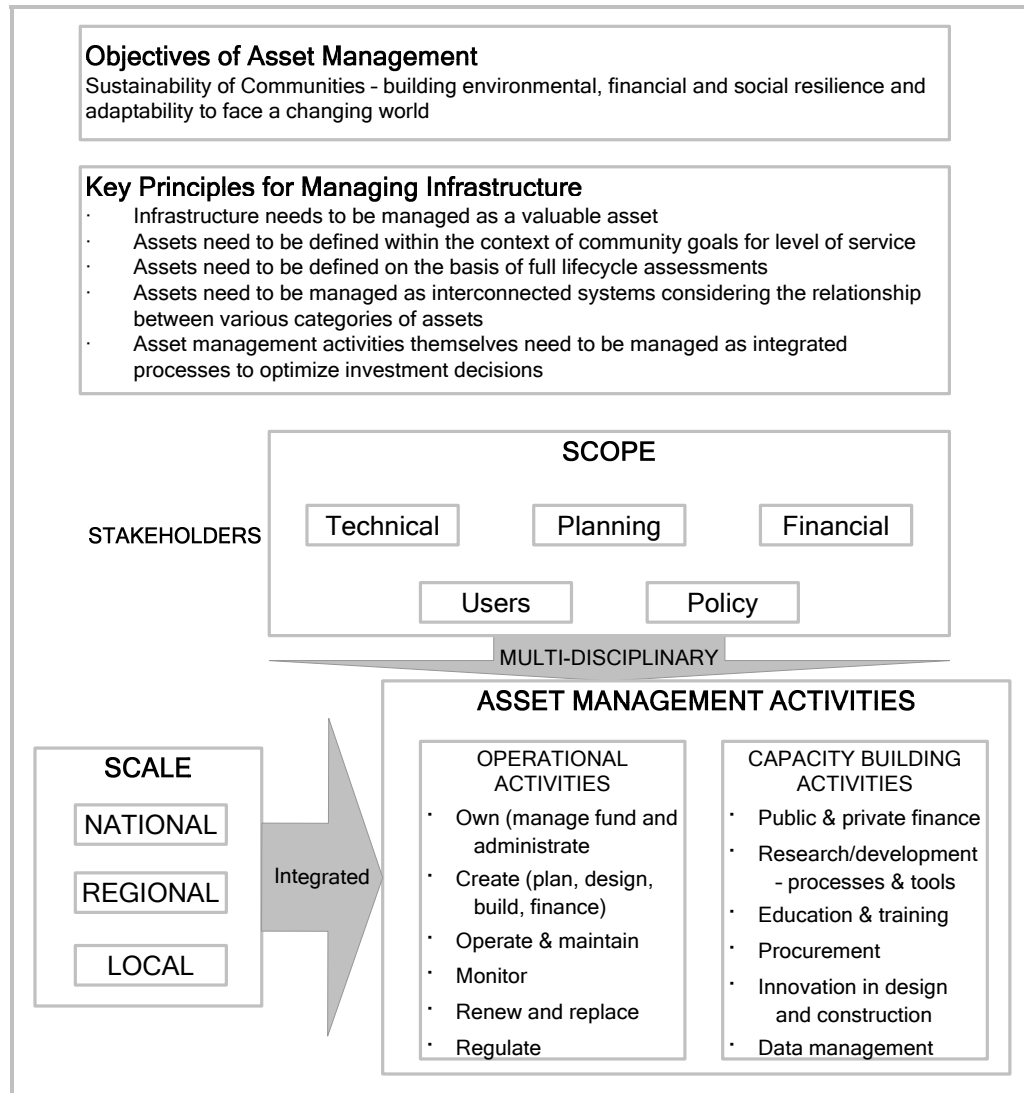 Objectives of Asset Management
Sustainability of Communities – building environmental, financial and social resilience and
adaptability to face a changing world
Key Principles for Managing Infrastructure
· Infrastructure needs to be managed as a valuable asset
· Assets need to be defined within the context of community goals for level of service
· Assets need to be defined on the basis of full lifecycle assessments
· Assets need to be managed as interconnected systems considering the relationship
between various categories of assets
· Asset management activities themselves need to be managed as integrated
processes to optimize investment decisions
SCOPE
STAKEHOLDERS
Technical
Planning
Financial
Users
Policy
MULTI-DISCIPLINARY
SCALE
NATIONAL
REGIONAL
LOCAL
Integrated
ASSET MANAGEMENT ACTIVITIES
OPERATIONAL
ACTIVITIES
· Own (manage fund and
administrate
· Create (plan, design,
build, finance)
· Operate & maintain
· Monitor
· Renew and replace
· Regulate
CAPACITY BUILDING
ACTIVITIES
· Public & private finance
· Research/development
– processes & tools
· Education & training
· Procurement
· Innovation in design
and construction
· Data management